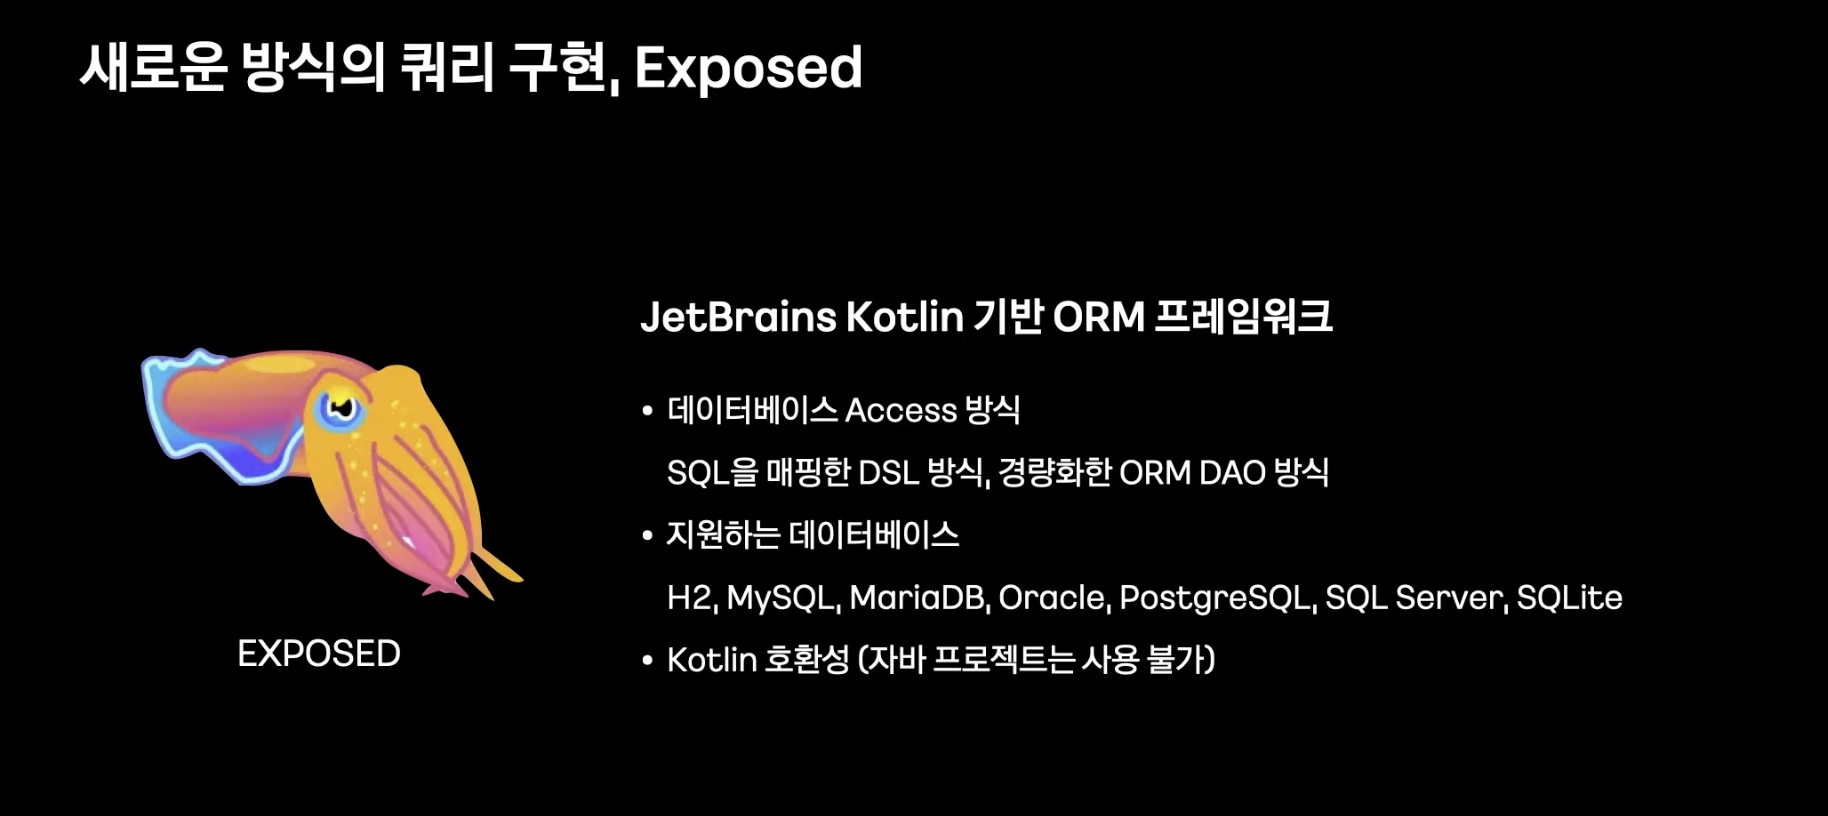 새로운 방식의 쿼리 구현, Exposed
JetBrains Kotlin 기반 ORM 프레임워크
• 데이터베이스 Access 방식
SQL을 매핑한 DSL 방식, 경량화한 ORM DAO 방식
• 지원하는 데이터베이스
H2, MySQL, MariaDB, Oracle, PostgreSQL, SQL Server, SQLite
• Kotlin 호환성 (자바 프로젝트는 사용 불가)
EXPOSED